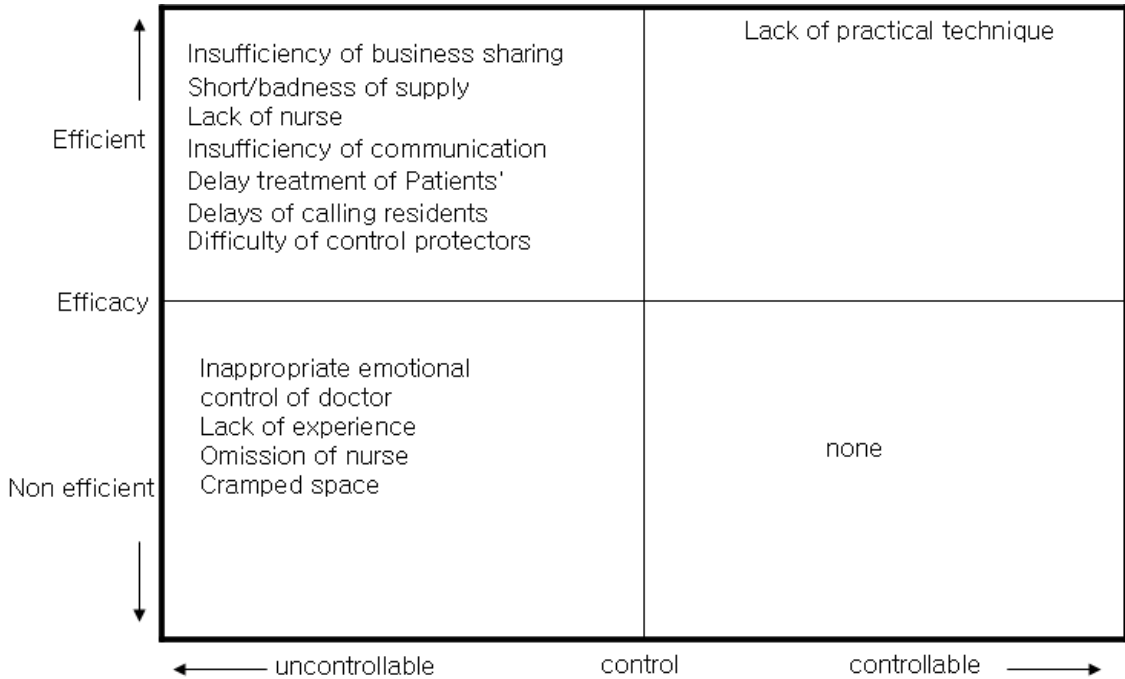 Insufficiency of business sharing
Short/badness of supply
Lack of nurse
Insufficiency of communication
Delay treatment of Patients'
Delays of calling residents
Difficulty of control protectors
Lack of practical technique
Efficient
Efficacy
Inappropriate emotional
control of doctor
Lack of experience
Omission of nurse
Cramped space
none
Non efficient
uncontrollable
control
controllable